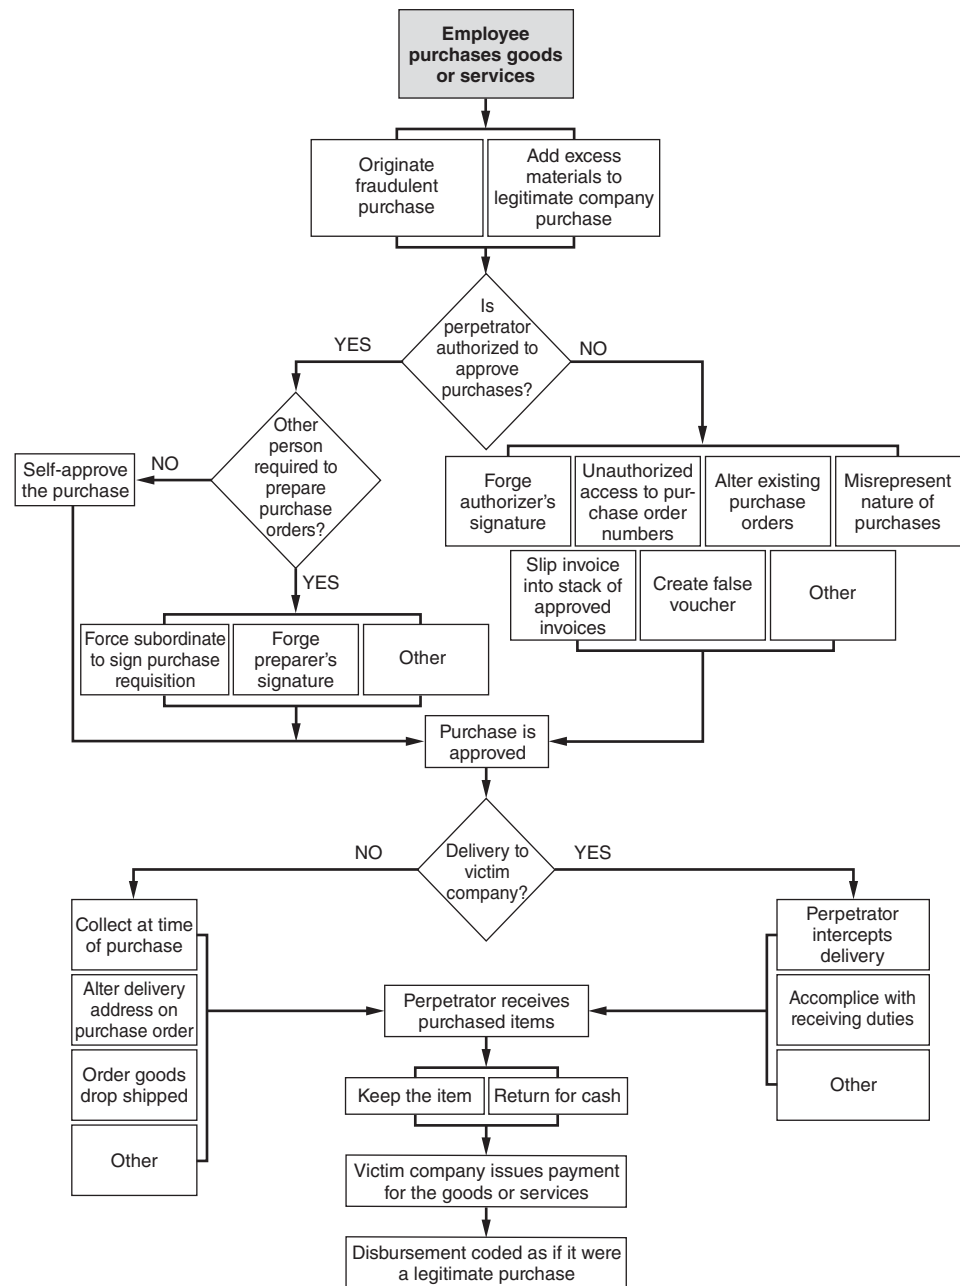 Employee
purchases goods
or services
Originate
fraudulent
purchase
Add excess
materials to
legitimate company
purchase
Is
perpetrator
authorized to
approve
purchases?
YES
NO
Other
person
required to
prepare
purchase
orders?
NO
Self-approve
the purchase
YES
Forge
authorizer's
signature
Unauthorized
access to pur-
chase order
numbers
Alter existing
purchase
orders
Misrepresent
nature of
purchases
Slip invoice
into stack of
approved
invoices
Create false
voucher
Other
Force subordinate
to sign purchase
requisition
Forge
preparer's
signature
Other
Purchase is
approved
Delivery to
victim
company?
NO
YES
Collect at time
of purchase
Alter delivery
address on
purchase order
Order goods
drop shipped
Other
Perpetrator
intercepts
delivery
Accomplice with
receiving duties
Other
Perpetrator receives
purchased items
Keep the item
Return for cash
Victim company issues payment
for the goods or services
Disbursement coded as if it were
a legitimate purchase